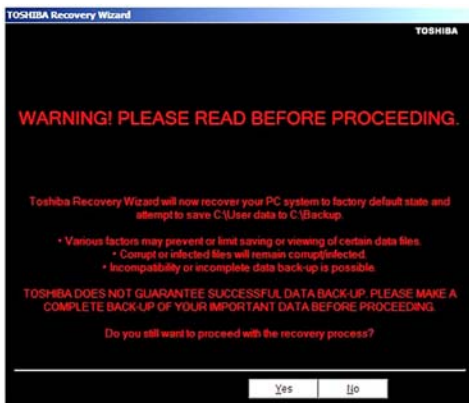 TOSHIBA Recovery Wizard
TOSHIBA
WARNING! PLEASE READ BEFORE PROCEEDING.
Toshiba Recovery Wizard will now recover your PC system to factory default state and
attempt to save C:\User data to C:\Backup.
• Various factors may prevent or limit saving or viewing of certain data files.
• Corrupt or infected files will remain corrupt/infected.
• Incompatibility or incomplete data back-up is possible.
TOSHIBA DOES NOT GUARANTEE SUCCESSFUL DATA BACK-UP. PLEASE MAKE A
COMPLETE BACK-UP OF YOUR IMPORTANT DATA BEFORE PROCEEDING.
Do you still want to proceed with the recovery process?
Yes No